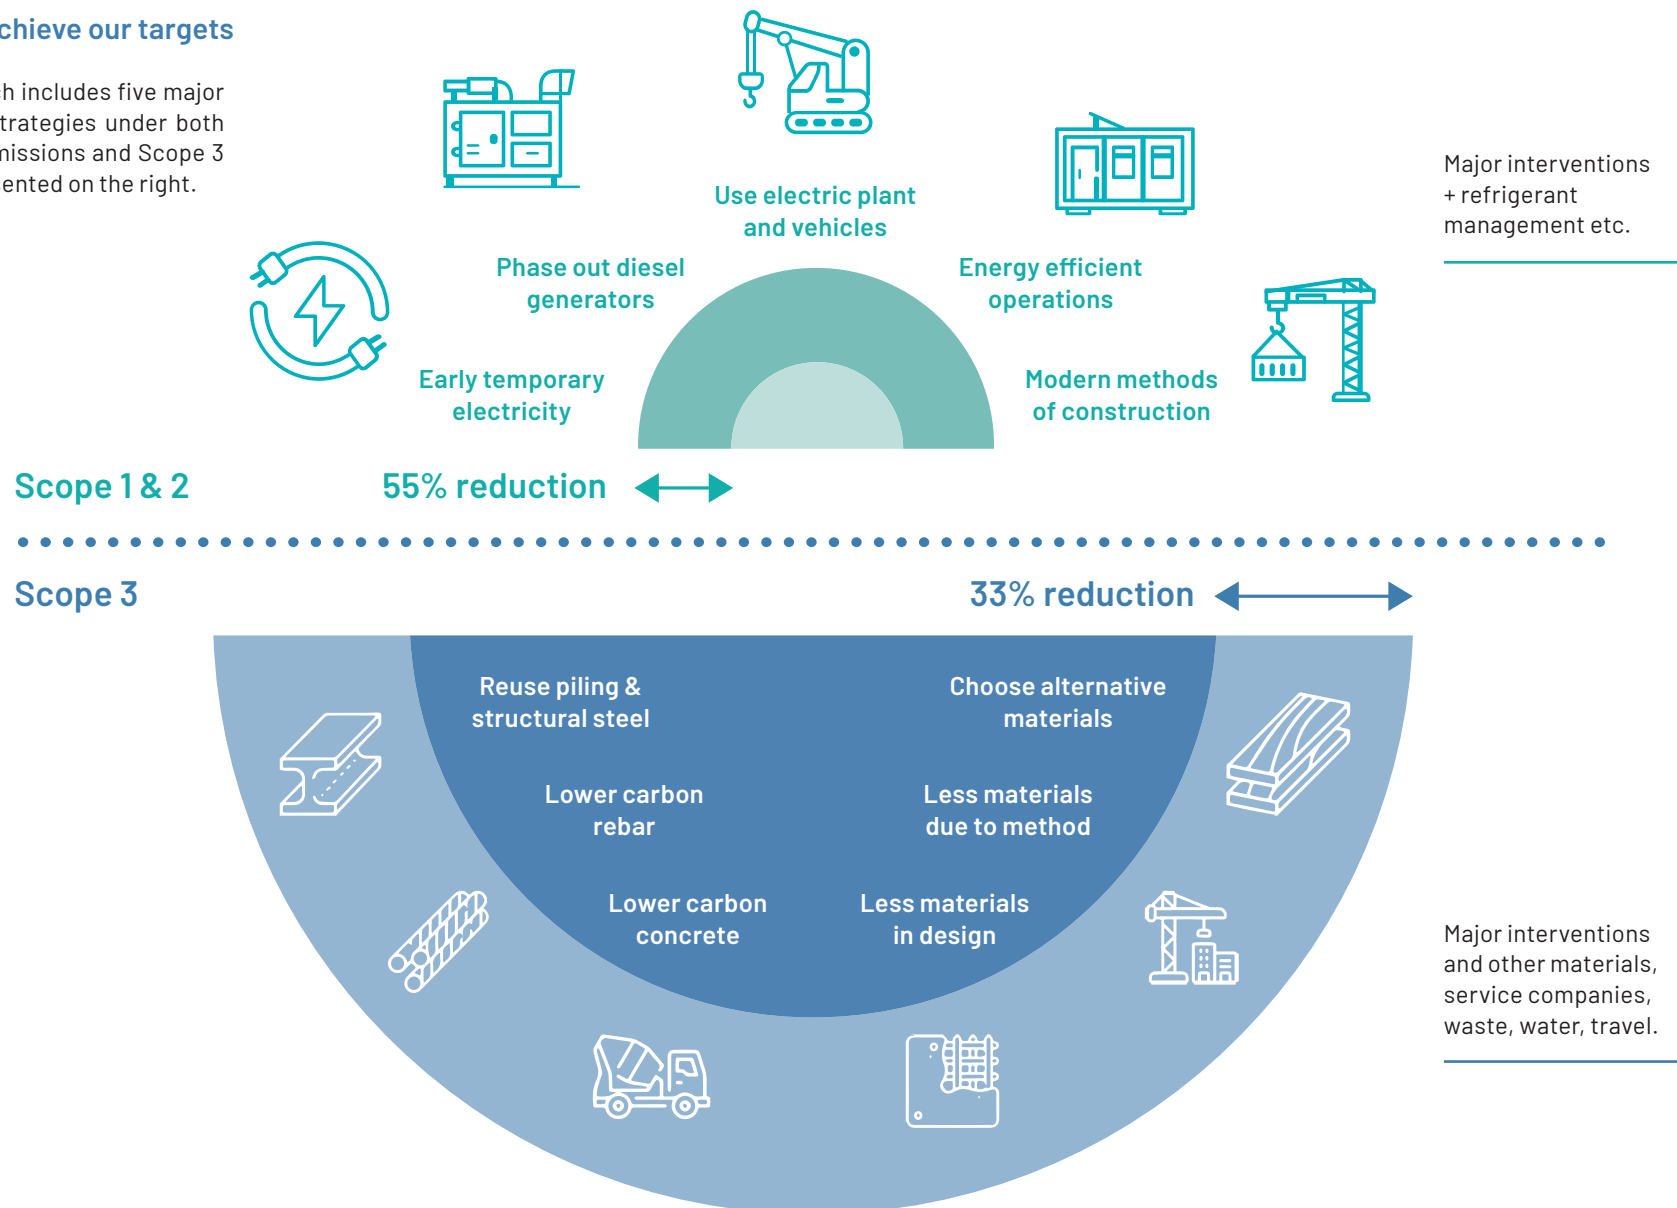 chieve our targets
ch includes five major
trategies under both
missions and Scope 3
sented on the right.
Use electric plant
and vehicles
Phase out diesel
generators
Energy efficient
operations
Early temporary
electricity
Modern methods
of construction
Major interventions
+ refrigerant
management etc.
Scope 1 & 2
55% reduction
Scope 3
33% reduction
Reuse piling &
structural steel
Choose alternative
materials
Lower carbon
rebar
Less materials
due to method
Lower carbon
concrete
Less materials
in design
Major interventions
and other materials,
service companies,
waste, water, travel.